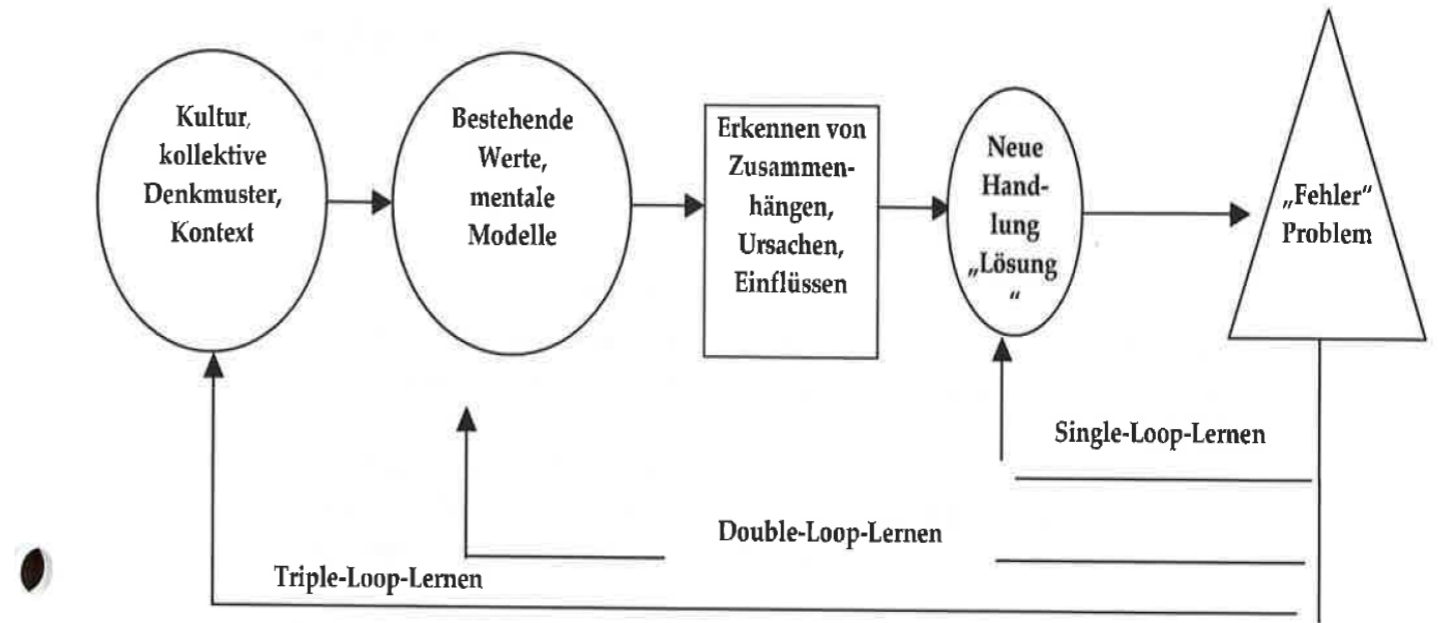 Kultur,
kollektive
Denkmuster,
Kontext
Bestehende
Werte,
mentale
Modelle
Erkennen von
Zusammen-
hängen,
Ursachen,
Einflüssen
Neue
Hand-
lung
„Lösung
“
„Fehler“
Problem
Single-Loop-Lernen
Double-Loop-Lernen
Triple-Loop-Lernen